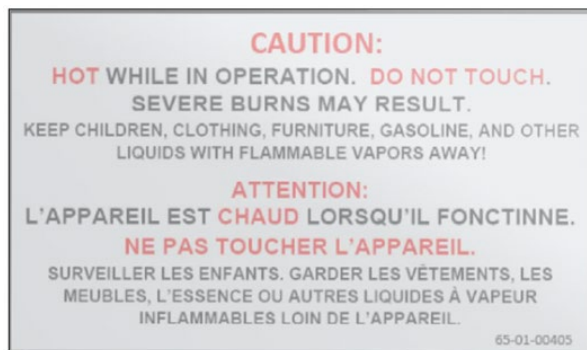 CAUTION:
HOT WHILE IN OPERATION. DO NOT TOUCH.
SEVERE BURNS MAY RESULT.
KEEP CHILDREN, CLOTHING, FURNITURE, GASOLINE, AND OTHER
LIQUIDS WITH FLAMMABLE VAPORS AWAY!
ATTENTION:
L'APPAREIL EST CHAUD LORSQU'IL FONCTINNE.
NE PAS TOUCHER L'APPAREIL.
SURVEILLER LES ENFANTS. GARDER LES VÊTEMENTS, LES
MEUBLES, L'ESSENCE OU AUTRES LIQUIDES À VAPEUR
INFLAMMABLES LOIN DE L'APPAREIL.
65-01-00405